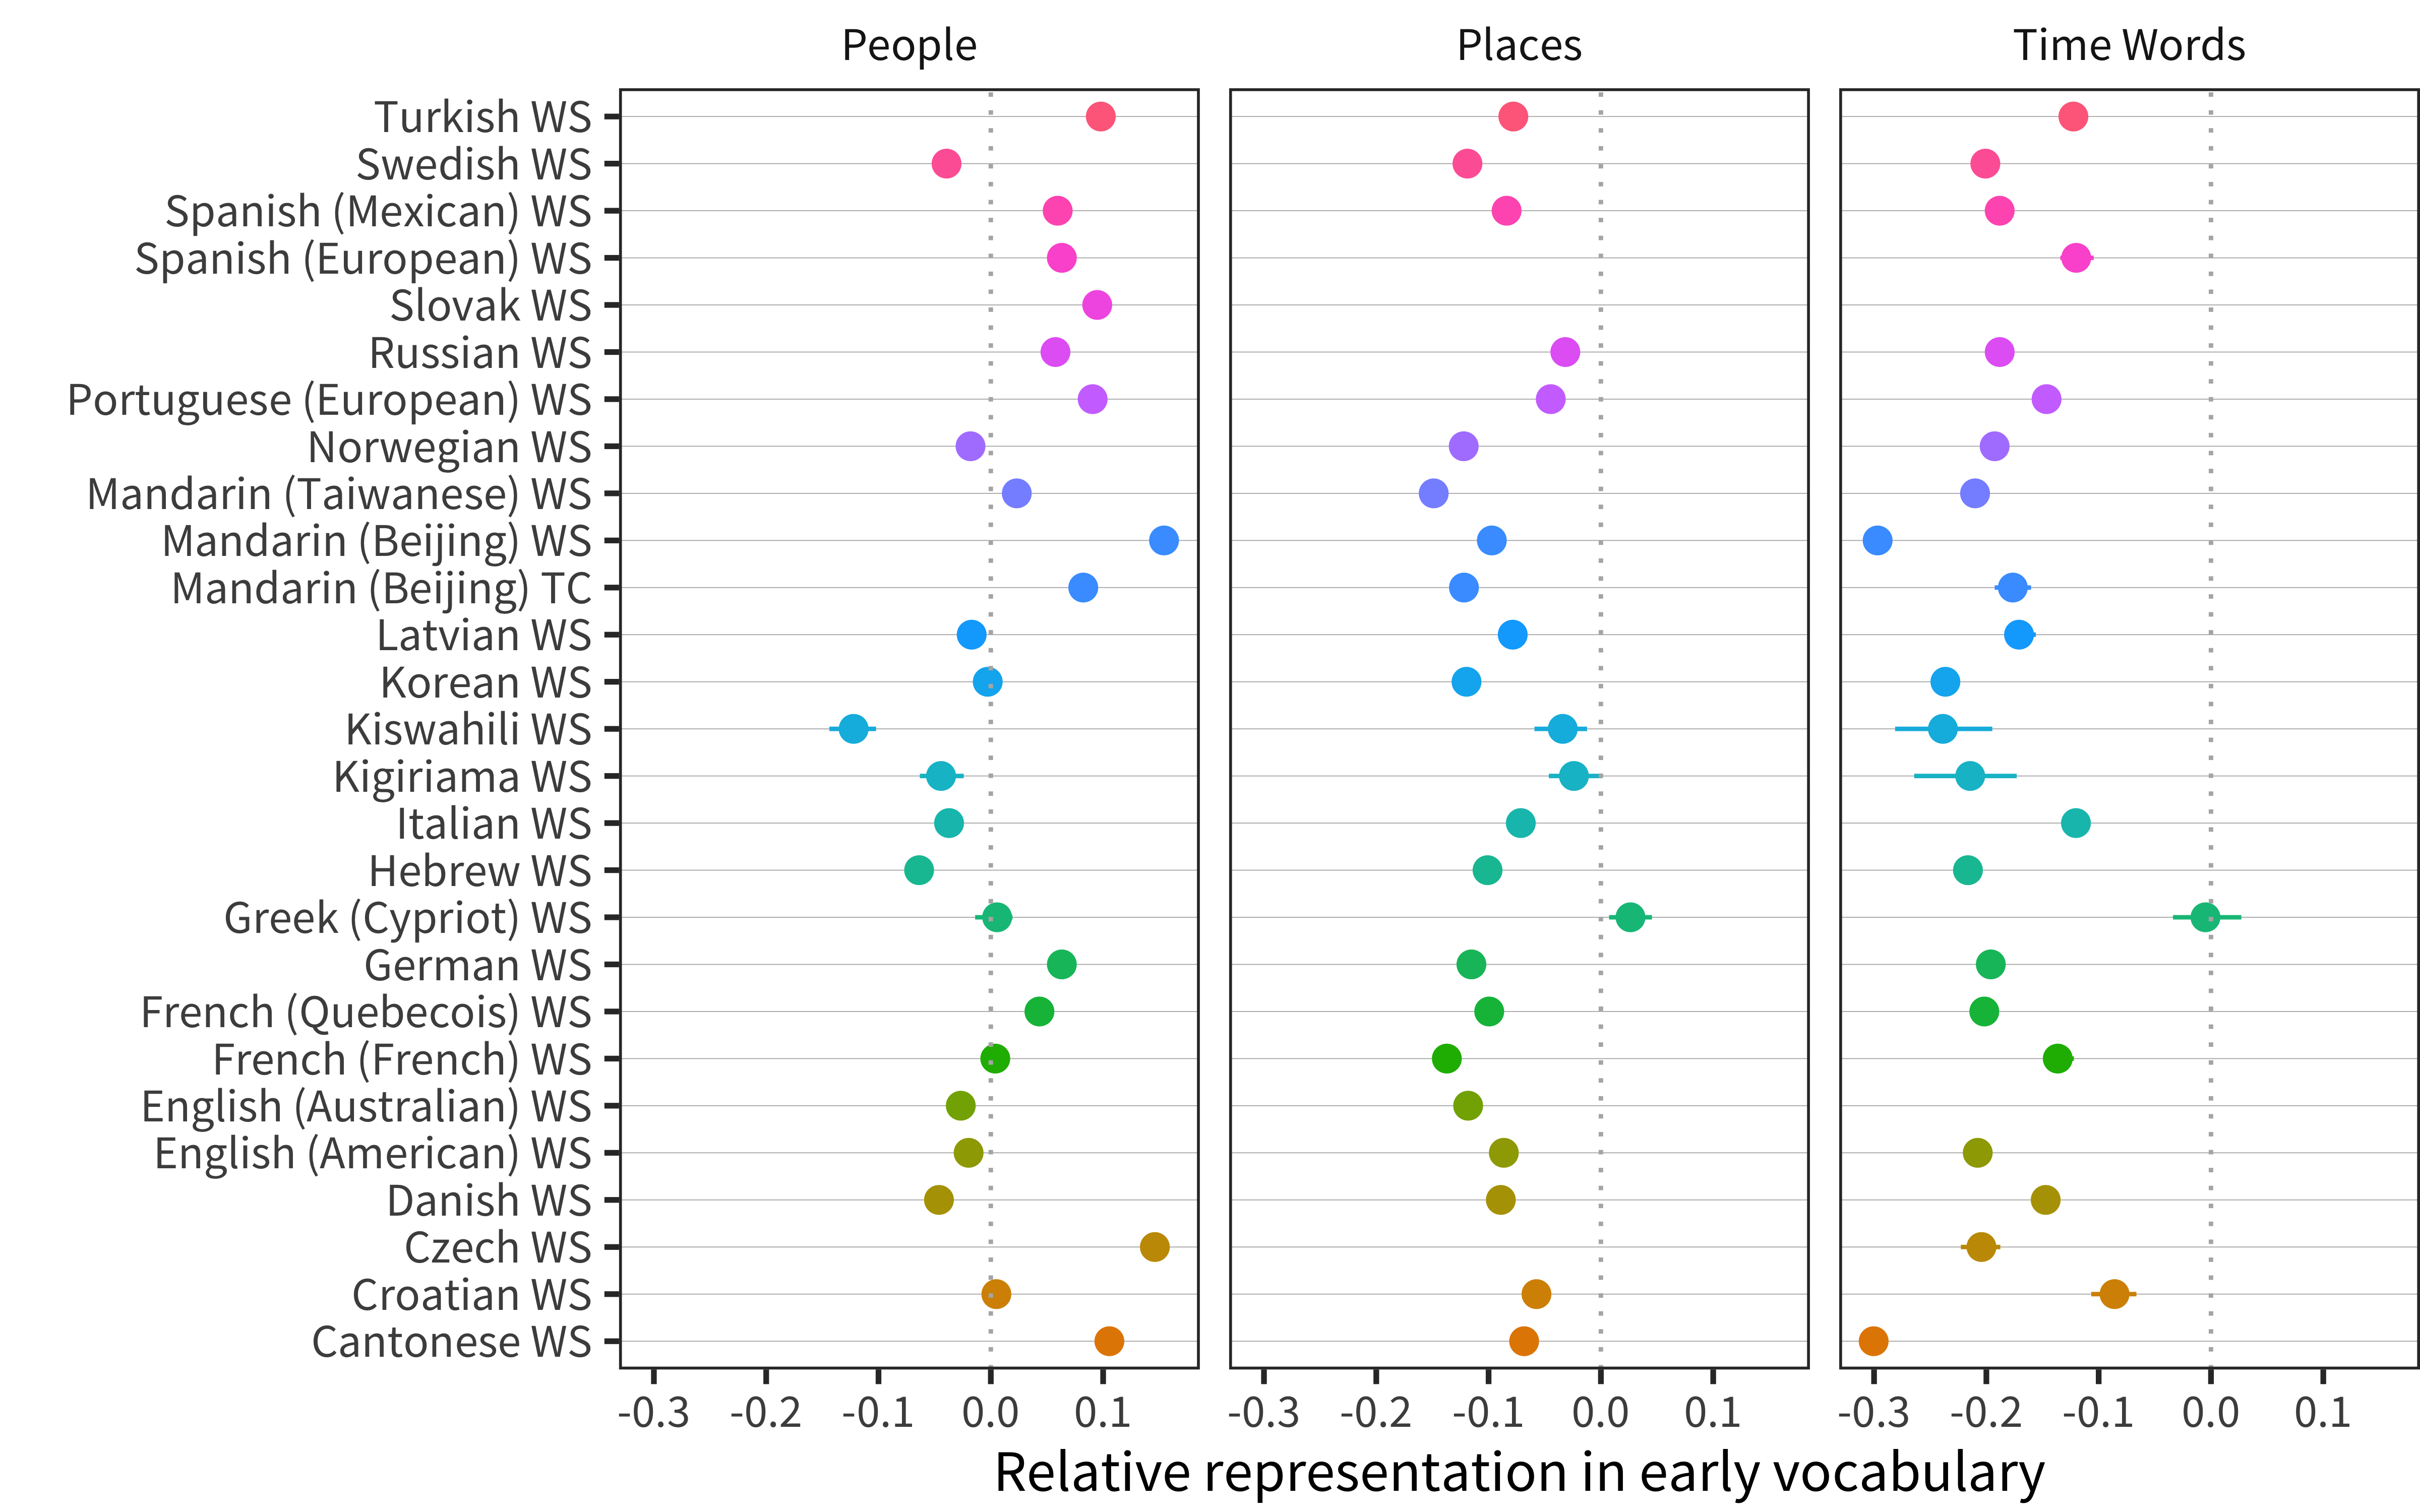 People Places Time Words
Turkish WS
Swedish WS
Spanish (Mexican) WS
Spanish (European) WS
Slovak WS
Russian WS
Portuguese (European) WS
Norwegian WS
Mandarin (Taiwanese) WS
Mandarin (Beijing) WS
Mandarin (Beijing) TC
Latvian WS
Korean WS
Kiswahili WS
Kigiriama WS
Italian WS
Hebrew WS
Greek (Cypriot) WS
German WS
French (Quebecois) WS
French (French) WS
English (Australian) WS
English (American) WS
Danish WS
Czech WS
Croatian WS
Cantonese WS
-0.3 -0.2 -0.1 0.0 0.1 -0.3 -0.2 -0.1 0.0 0.1 -0.3 -0.2 -0.1 0.0 0.1
Relative representation in early vocabulary